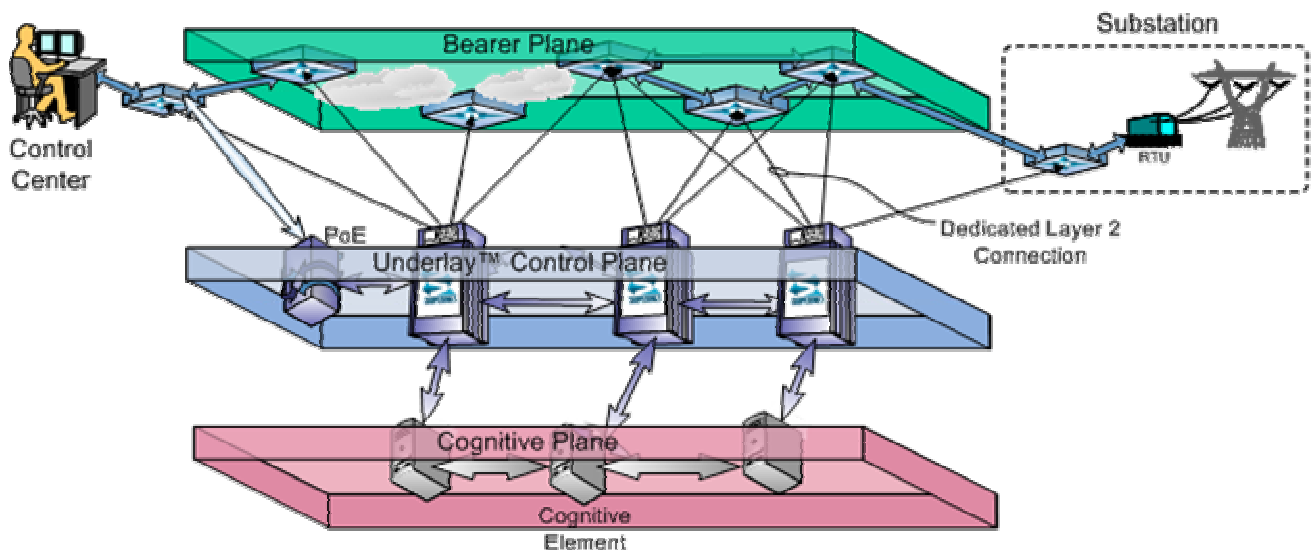 Substation
Bearer Plane
Control
Center
RTU
Dedicated Layer 2
Connection
PoE
Underlay™ Control Plane
Cognitive Plane
Cognitive
Element